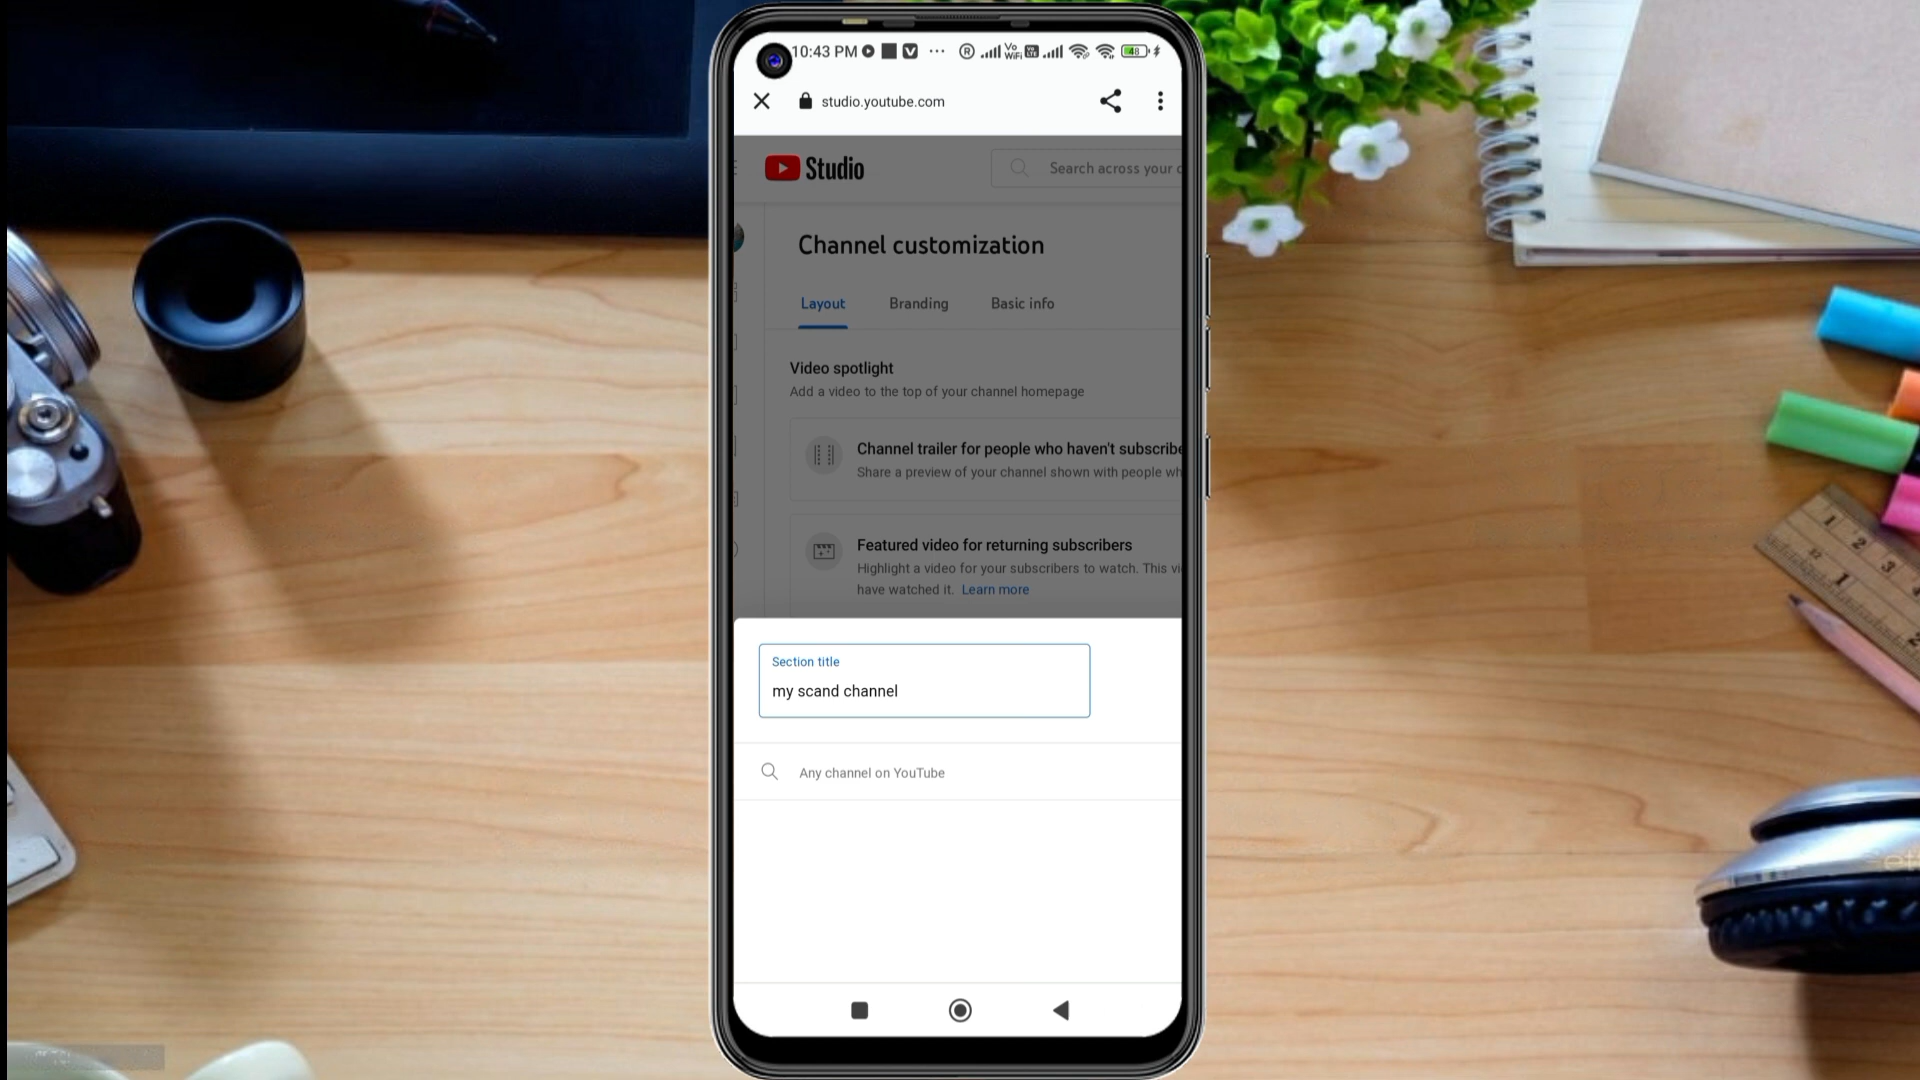 10:43 PM
48
studio.youtube.com
Studio
Search across your
Channel customization
Layout Branding Basic info
Video spotlight
Add a video to the top of your channel homepage
Channel trailer for people who haven't subscribe
Share a preview of your channel shown with people wh
Featured video for returning subscribers
Highlight a video for your subscribers to watch. This vi
have watched it. Learn more
Section title
my scand channel
Any channel on YouTube